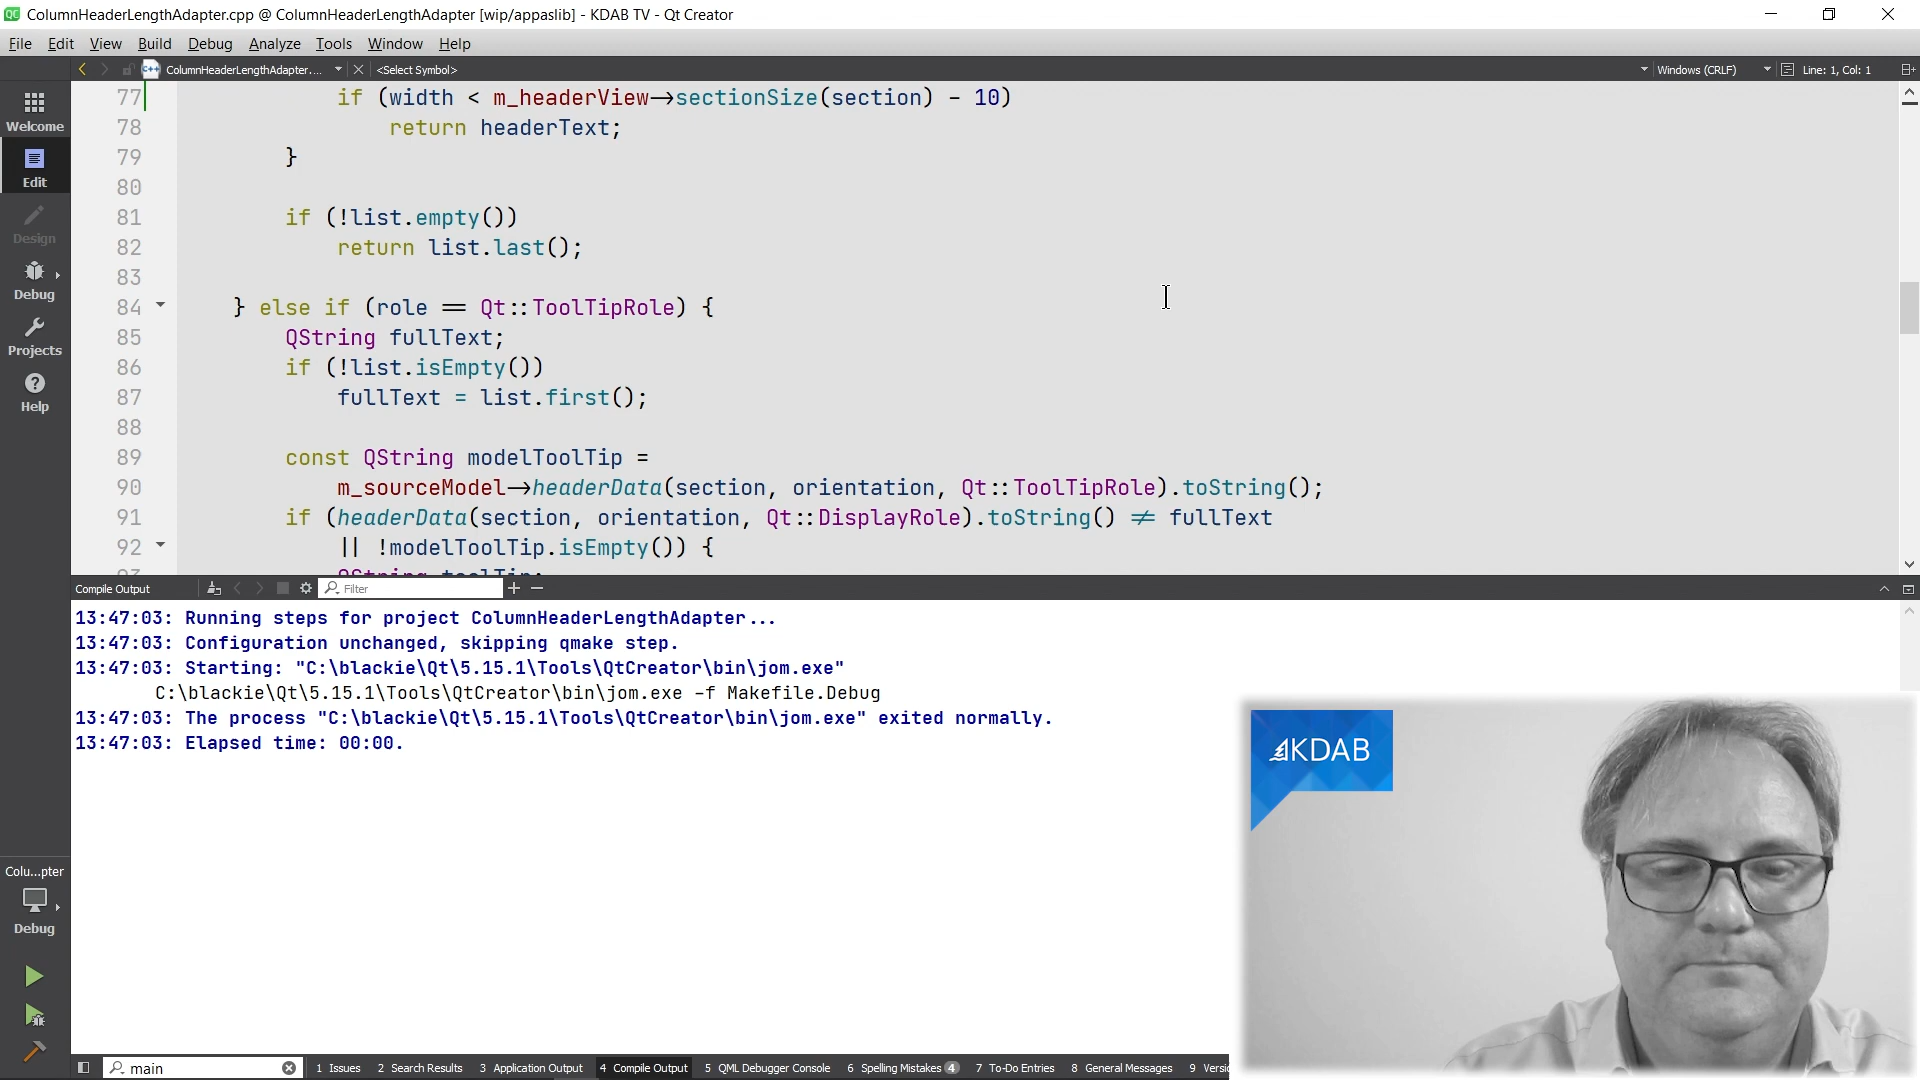 ColumnHeaderLengthAdapter.cpp @ ColumnHeaderLengthAdapter [wip/appaslib] - KDAB TV - Qt Creator
File Edit View Build Debug Analyze Tools Window Help
ColumnHeaderLengthAdapter.... <Select Symbol> Windows (CRLF) Line: 1, Col: 1
77 if (width < m_headerView->sectionSize(section) - 10)
78 return headerText;
79 }
80
81 if (!list.empty())
82 return list.last();
83
84 } else if (role == Qt::ToolTipRole) {
85 QString fullText;
86 if (!list.isEmpty())
87 fullText = list.first();
88
89 const QString modelToolTip =
90 m_sourceModel->headerData(section, orientation, Qt::ToolTipRole).toString();
91 if (headerData(section, orientation, Qt::DisplayRole).toString() != fullText
92 || !modelToolTip.isEmpty()) {
Welcome
Edit
Design
Debug
Projects
Help
Compile Output Filter
13:47:03: Running steps for project ColumnHeaderLengthAdapter...
13:47:03: Configuration unchanged, skipping qmake step.
13:47:03: Starting: "C:\blackie\Qt\5.15.1\Tools\QtCreator\bin\jom.exe"
C:\blackie\Qt\5.15.1\Tools\QtCreator\bin\jom.exe -f Makefile.Debug
13:47:03: The process "C:\blackie\Qt\5.15.1\Tools\QtCreator\bin\jom.exe" exited normally.
13:47:03: Elapsed time: 00:00.
KDAB
Colu...pter
Debug
main 1 Issues 2 Search Results 3 Application Output 4 Compile Output 5 QML Debugger Console 6 Spelling Mistakes 4 7 To-Do Entries 8 General Messages 9